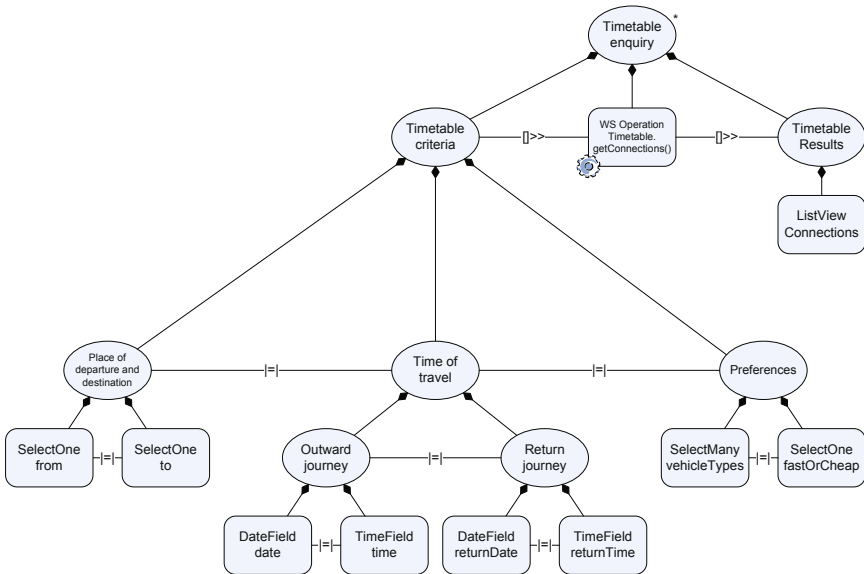 Timetable
enquiry
*
Timetable
criteria
[]>>
WS Operation
Timetable.
getConnections()
[]>>
Timetable
Results
ListView
Connections
Place of
departure and
destination
|=|
Time of
travel
|=|
Preferences
SelectOne
from
|=|
SelectOne
to
Outward
journey
|=|
Return
journey
SelectMany
vehicleTypes
|=|
SelectOne
fastOrCheap
DateField
date
|=|
TimeField
time
DateField
returnDate
|=|
TimeField
returnTime